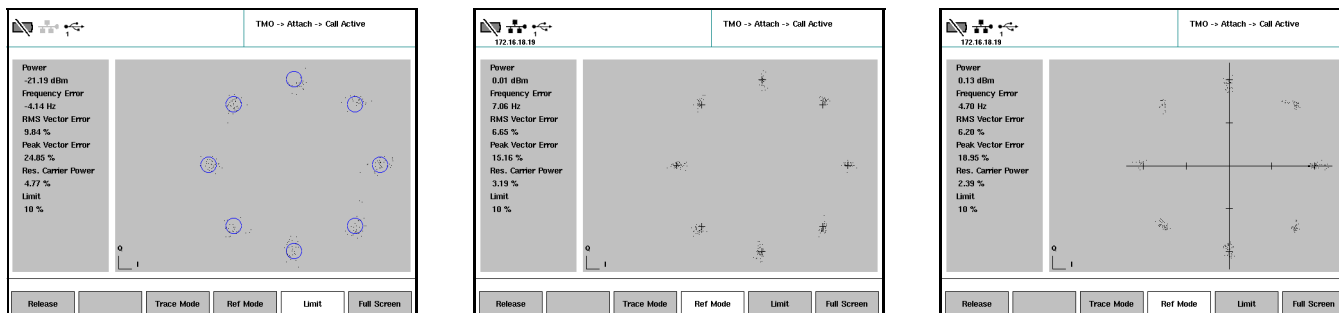 TMO -> Attach -> Call Active
1
Power
-21.19 dBm
Frequency Error
-4.14 Hz
RMS Vector Error
9.84 %
Peak Vector Error
24.85 %
Res. Carrier Power
4.77 %
Limit
10 %
Q
I
Release
Trace Mode
Ref Mode
Limit
Full Screen
TMO -> Attach -> Call Active
1
172.16.18.19
Power
0.01 dBm
Frequency Error
7.06 Hz
RMS Vector Error
6.65 %
Peak Vector Error
15.16 %
Res. Carrier Power
3.19 %
Limit
10 %
Q
I
Release
Trace Mode
Ref Mode
Limit
Full Screen
TMO -> Attach -> Call Active
1
172.16.18.19
Power
0.13 dBm
Frequency Error
4.70 Hz
RMS Vector Error
6.20 %
Peak Vector Error
18.95 %
Res. Carrier Power
2.39 %
Limit
10 %
Q
I
Release
Trace Mode
Ref Mode
Limit
Full Screen